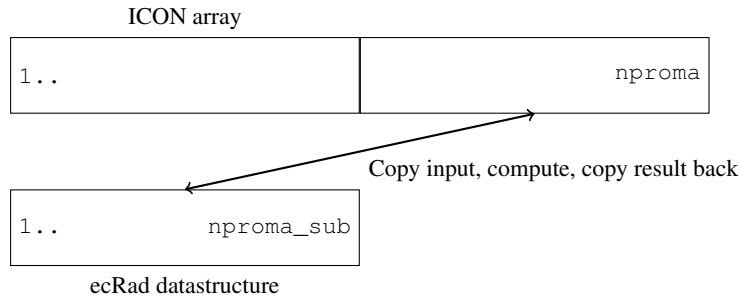 ICON array
1.. nproma
Copy input, compute, copy result back
1.. nproma_sub
ecRad datastructure